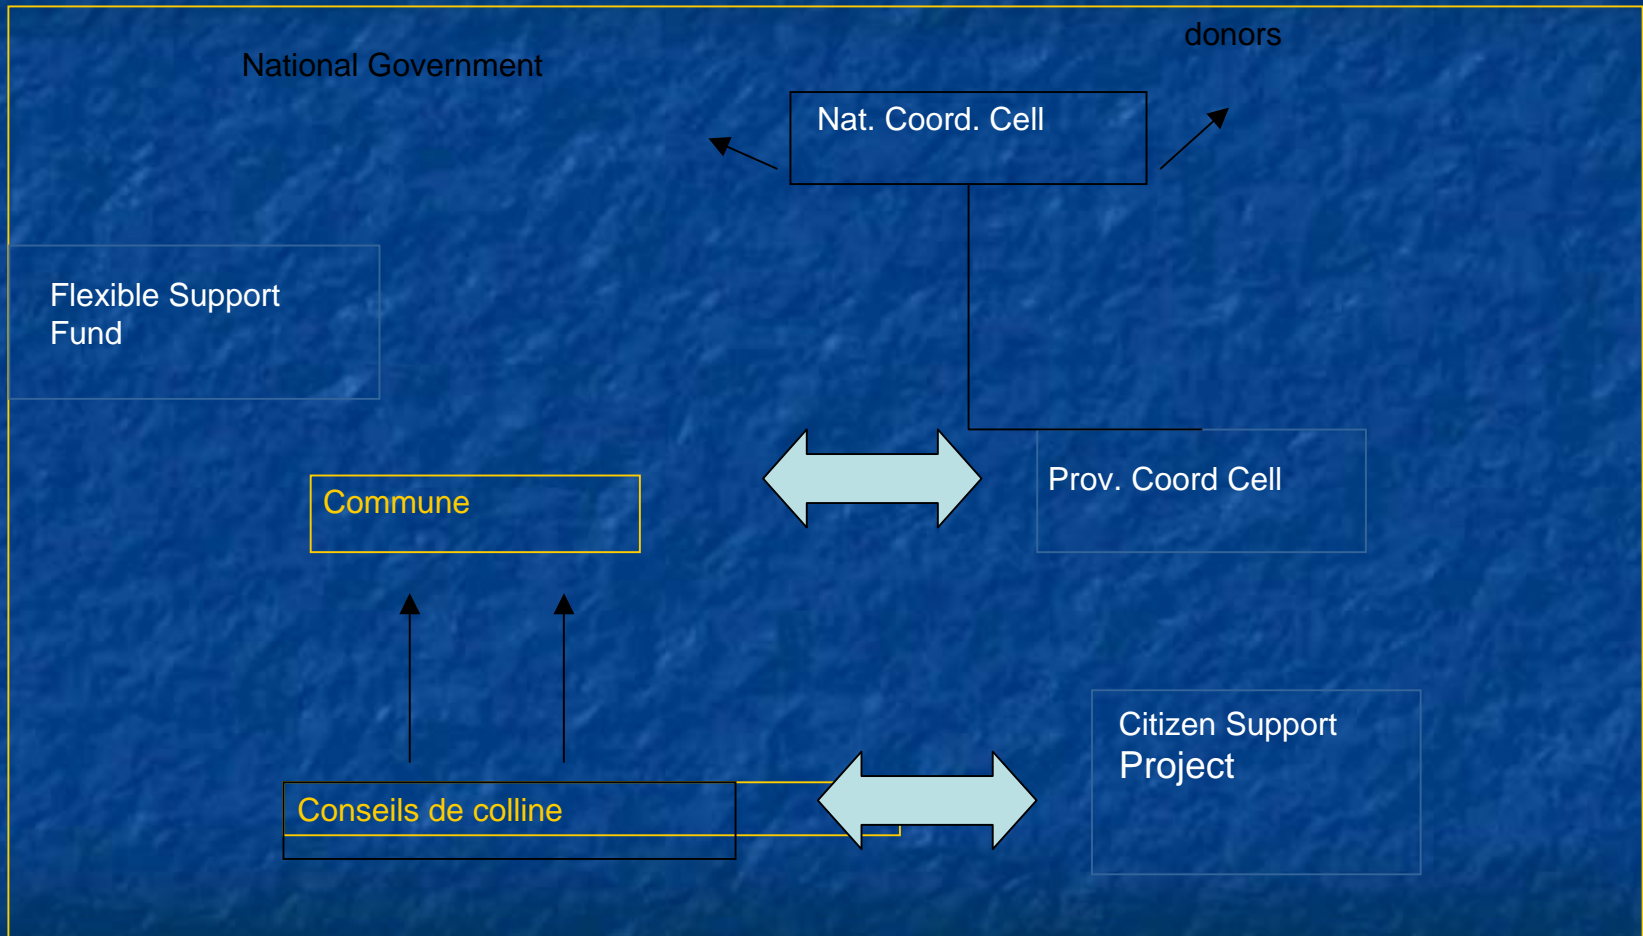 donors
National Government
Nat. Coord. Cell
Flexible Support
Fund
Prov. Coord Cell
Commune
Citizen Support
Project
Conseils de colline